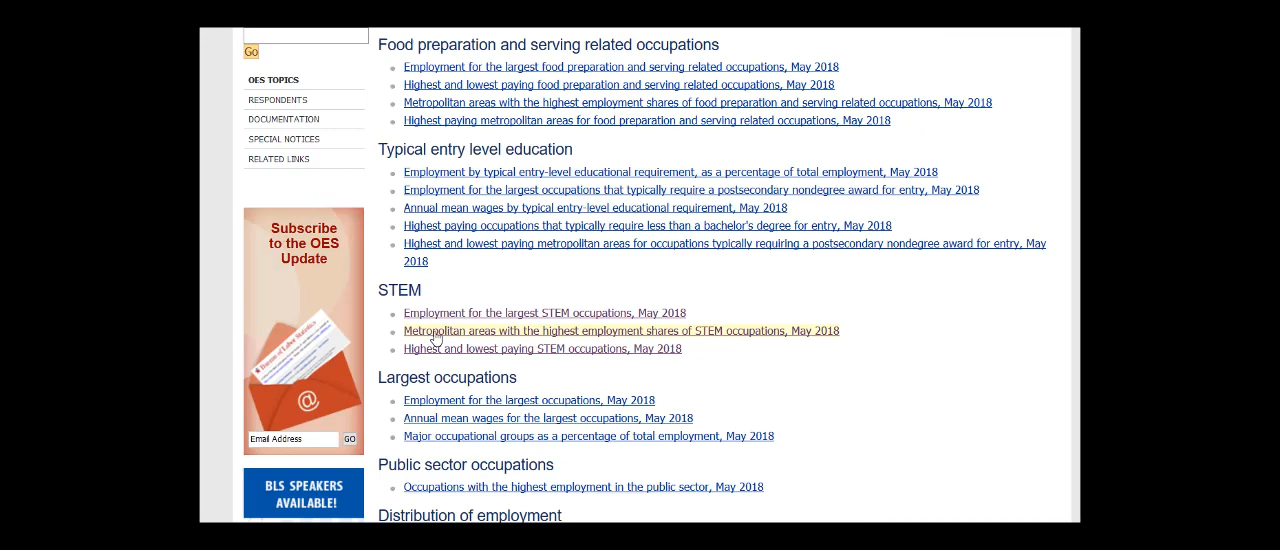 Go
OES TOPICS
RESPONDENTS
DOCUMENTATION
SPECIAL NOTICES
RELATED LINKS
Subscribe
to the OES
Update
Bureau of Labor Statistics
@
Email Address GO
BLS SPEAKERS
AVAILABLE!
Food preparation and serving related occupations
Employment for the largest food preparation and serving related occupations, May 2018
Highest and lowest paying food preparation and serving related occupations, May 2018
Metropolitan areas with the highest employment shares of food preparation and serving related occupations, May 2018
Highest paying metropolitan areas for food preparation and serving related occupations, May 2018
Typical entry level education
Employment by typical entry-level educational requirement, as a percentage of total employment, May 2018
Employment for the largest occupations that typically require a postsecondary nondegree award for entry, May 2018
Annual mean wages by typical entry-level educational requirement, May 2018
Highest paying occupations that typically require less than a bachelor's degree for entry, May 2018
Highest and lowest paying metropolitan areas for occupations typically requiring a postsecondary nondegree award for entry, May
2018
STEM
Employment for the largest STEM occupations, May 2018
Metropolitan areas with the highest employment shares of STEM occupations, May 2018
Highest and lowest paying STEM occupations, May 2018
Largest occupations
Employment for the largest occupations, May 2018
Annual mean wages for the largest occupations, May 2018
Major occupational groups as a percentage of total employment, May 2018
Public sector occupations
Occupations with the highest employment in the public sector, May 2018
Distribution of employment